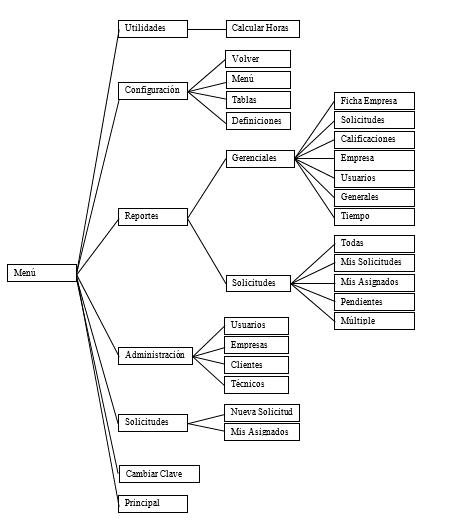 Utilidades
Calcular Horas
Configuración
Volver
Menú
Tablas
Definiciones
Reportes
Gerenciales
Ficha Empresa
Solicitudes
Calificaciones
Empresa
Usuarios
Generales
Tiempo
Solicitudes
Todas
Mis Solicitudes
Mis Asignados
Pendientes
Múltiple
Menú
Administración
Usuarios
Empresas
Clientes
Técnicos
Solicitudes
Nueva Solicitud
Mis Asignados
Cambiar Clave
Principal